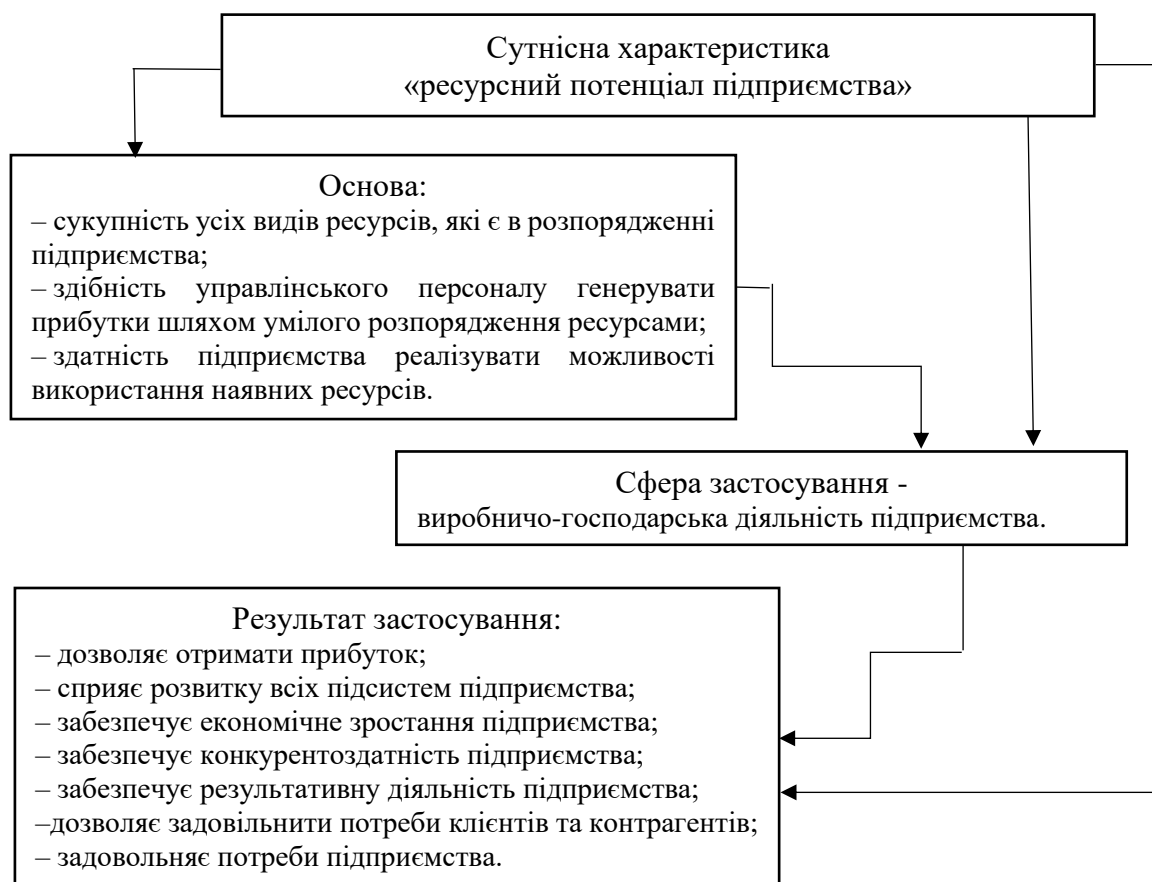 Сутнісна характеристика
«ресурсний потенціал підприємства»
Основа:
– сукупність усіх видів ресурсів, які є в розпорядженні
підприємства;
– здібність управлінського персоналу генерувати
прибутки шляхом умілого розпорядження ресурсами;
– здатність підприємства реалізувати можливості
використання наявних ресурсів.
Сфера застосування -
виробничо-господарська діяльність підприємства.
Результат застосування:
– дозволяє отримати прибуток;
– сприяє розвитку всіх підсистем підприємства;
– забезпечує економічне зростання підприємства;
– забезпечує конкурентоздатність підприємства;
– забезпечує результативну діяльність підприємства;
–дозволяє задовільнити потреби клієнтів та контрагентів;
– задовольняє потреби підприємства.